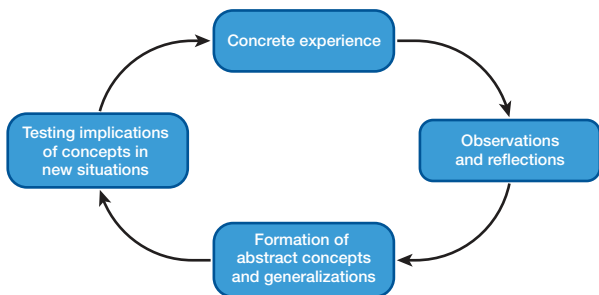 Concrete experience
Observations
and reflections
Formation of
abstract concepts
and generalizations
Testing implications
of concepts in
new situations